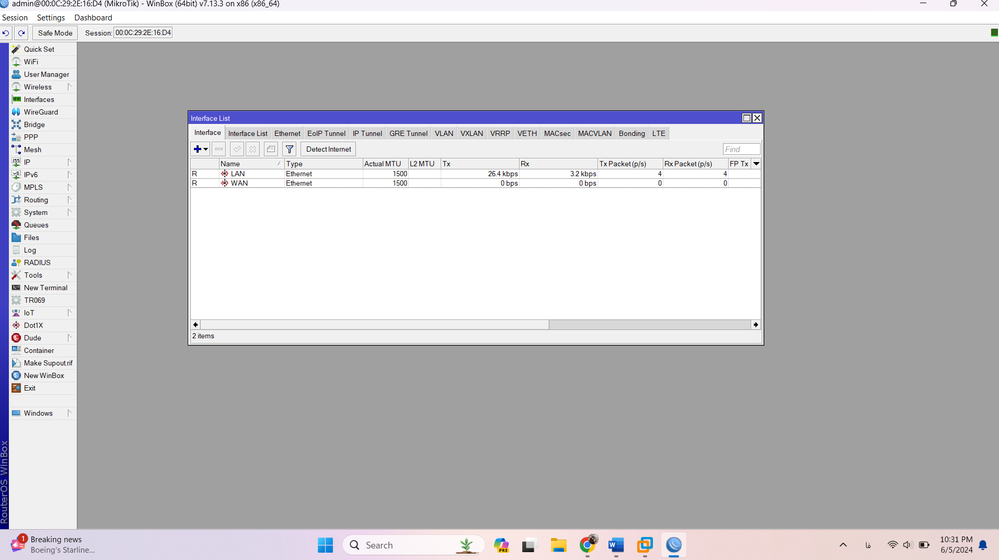 admin@00:0C:29:2E:16:D4 (MikroTik) - WinBox (64bit) v7.13.3 on x86 (x86_64)
Session Settings Dashboard
Safe Mode Session: 00:0C:29:2E:16:D4
Quick Set
WiFi
User Manager
Wireless
Interfaces
WireGuard
Bridge
PPP
Mesh
IP
IPv6
MPLS
Routing
System
Queues
Files
Log
RADIUS
Tools
New Terminal
TR069
IoT
Dot1X
Dude
Container
Make Supout.rif
New WinBox
Exit
Windows
RouterOS WinBox
Interface List
Interface Interface List Ethernet EoIP Tunnel IP Tunnel GRE Tunnel VLAN VXLAN VRRP VETH MACsec MACVLAN Bonding LTE
Detect Internet Find
Name Type Actual MTU L2 MTU Tx Rx Tx Packet (p/s) Rx Packet (p/s) FP Tx
R LAN Ethernet 1500 26.4 kbps 3.2 kbps 4 4
R WAN Ethernet 1500 0 bps 0 bps 0 0
2 items
1
Breaking news
Boeing's Starline...
Search
PRE
فا
10:31 PM
6/5/2024